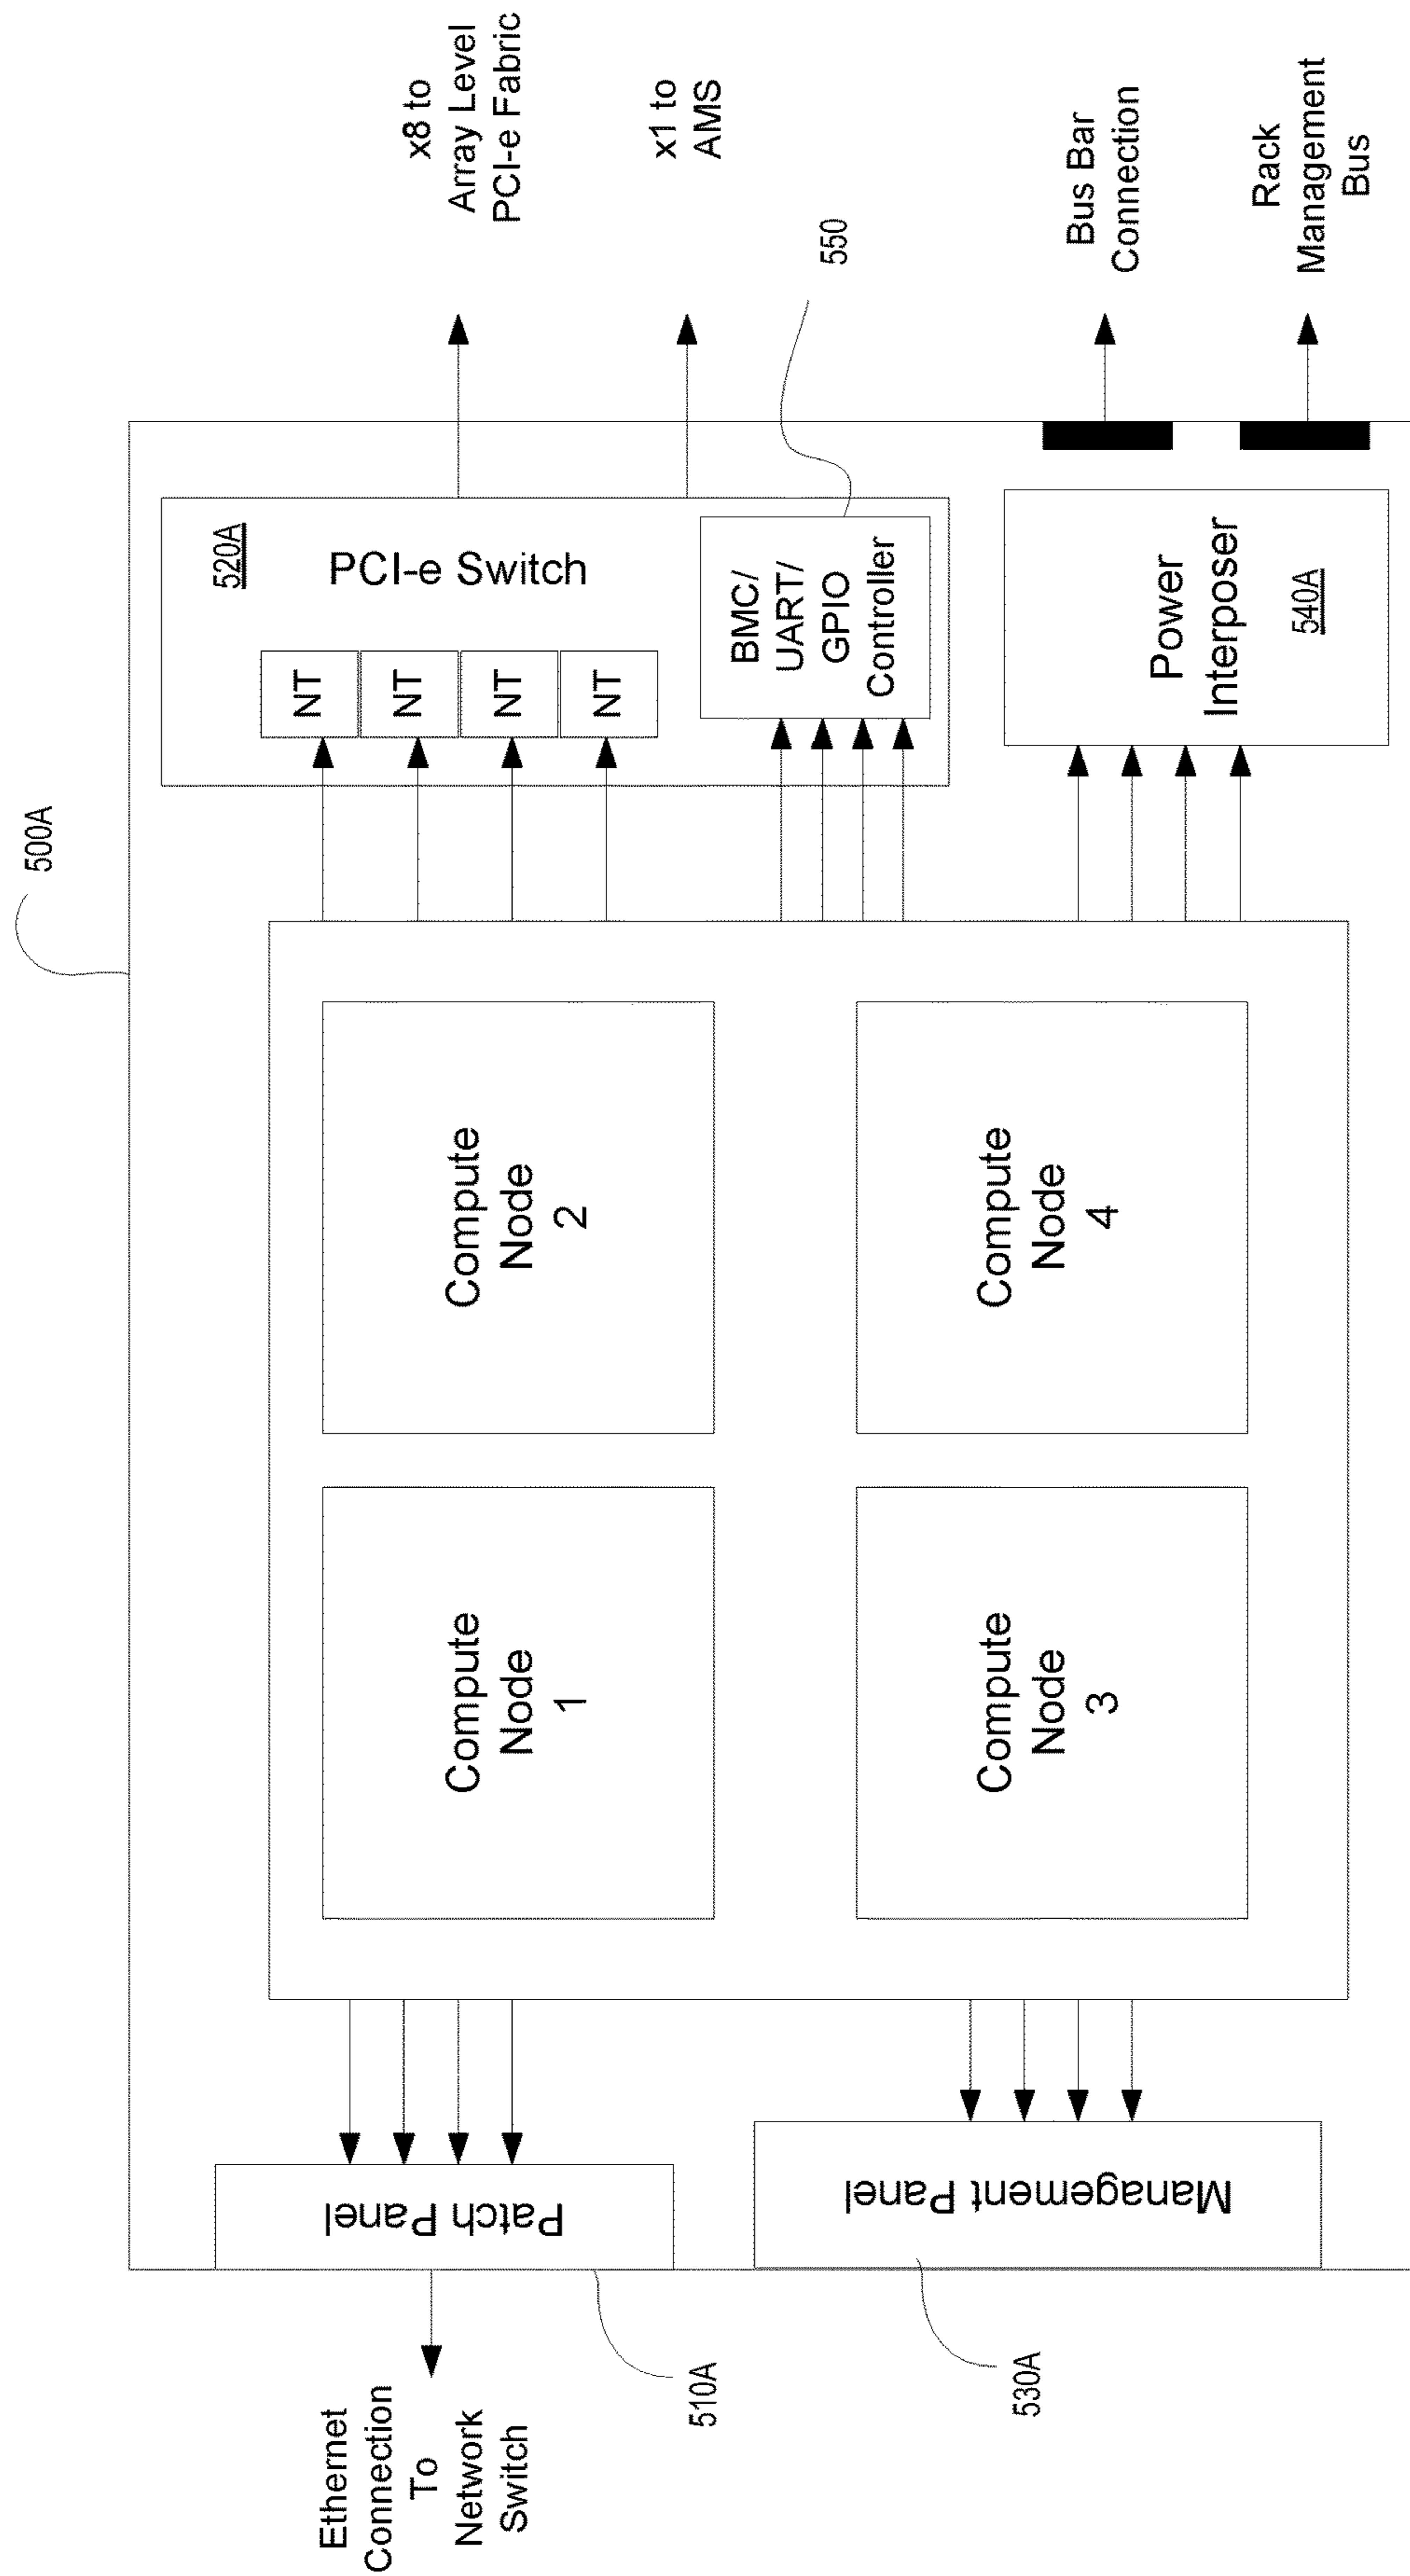 500A
Ethernet
Connection
To
Network
Switch
510A
Patch Panel
530A
Management Panel
Compute
Node
1
Compute
Node
2
Compute
Node
3
Compute
Node
4
520A
PCI-e Switch
NT
NT
NT
NT
BMC/
UART/
GPIO
Controller
550
Power
Interposer
540A
x8 to
Array Level
PCI-e Fabric
x1 to
AMS
Bus Bar
Connection
Rack
Management
Bus